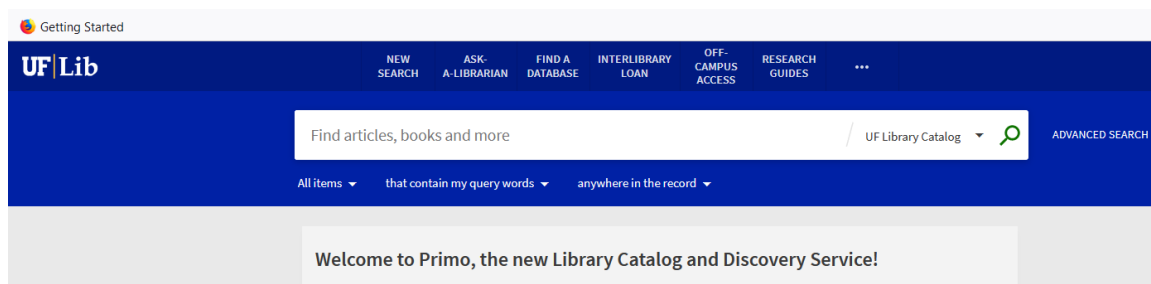 Getting Started
UF Lib
NEW SEARCH
ASK-A-LIBRARIAN
FIND A DATABASE
INTERLIBRARY LOAN
OFF-CAMPUS ACCESS
RESEARCH GUIDES
•••
Find articles, books and more
UF Library Catalog
ADVANCED SEARCH
All items
that contain my query words
anywhere in the record
Welcome to Primo, the new Library Catalog and Discovery Service!